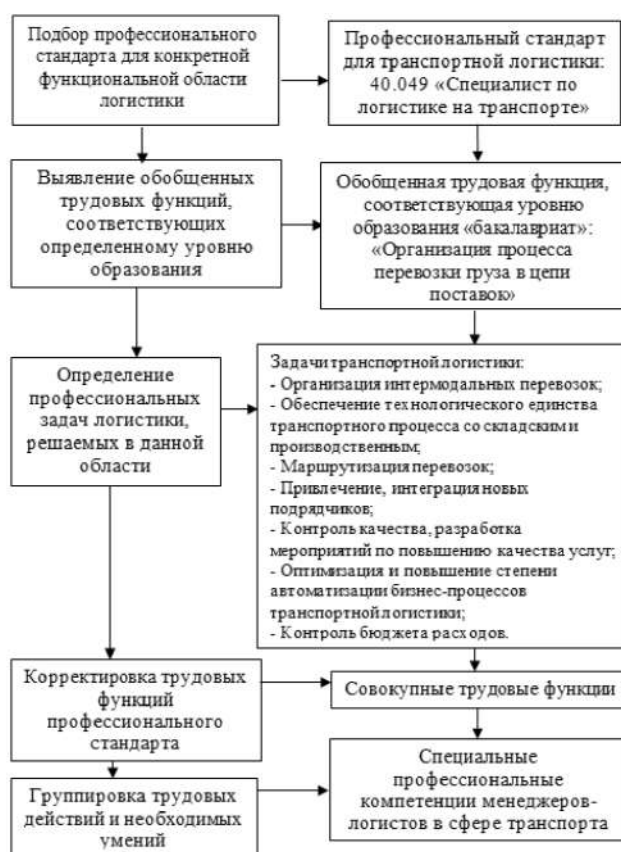 Подбор профессионального
стандарта для конкретной
функциональной области
логистики
Профессиональный стандарт
для транспортной логистики:
40.049 «Специалист по
логистике на транспорте»
Выявление обобщенных
трудовых функций,
соответствующих
определенному уровню
образования
Обобщенная трудовая функция,
соответствующая уровню
образования «бакалавриат»:
«Организация процесса
перевозки груза в цепи
поставок»
Определение
профессиональных
задач логистики,
решаемых в данной
области
Задачи транспортной логистики:
- Организация интермодальных перевозок;
- Обеспечение технологического единства
транспортного процесса со складским и
производственным;
- Маршрутизация перевозок;
- Привлечение, интеграция новых
подрядчиков;
- Контроль качества, разработка
мероприятий по повышению качества услуг;
- Оптимизация и повышение степени
автоматизации бизнес-процессов
транспортной логистики;
- Контроль бюджета расходов.
Корректировка трудовых
функций
профессионального
стандарта
Совокупные трудовые функции
Группировка трудовых
действий и необходимых
умений
Специальные
профессиональные
компетенции менеджеров-
логистов в сфере транспорта